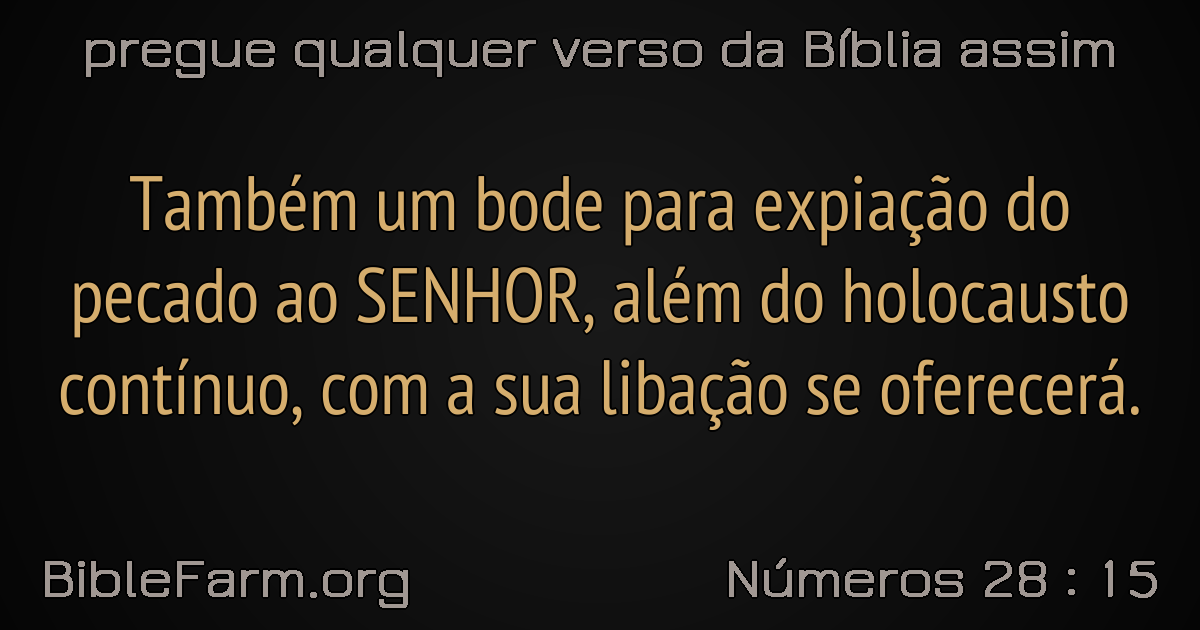 pregue qualquer verso da Bíblia assim
Também um bode para expiação do
pecado ao SENHOR, além do holocausto
contínuo, com a sua libação se oferecerá.
BibleFarm.org
Números 28 : 15